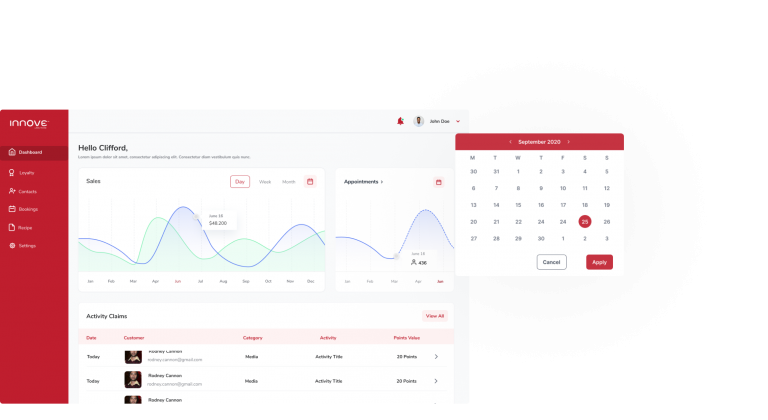 INNOVE
John Doe
Dashboard
Loyalty
Contacts
Bookings
Recipe
Settings
Hello Clifford,
Lorem ipsum dolor sit amet, consectetur adipiscing elit. Consectetur diam vestibulum quis nunc.
Sales
Day
Week
Month
June 16
$48,200
Jan Feb Mar Apr Jun Jul Aug Sep Oct Nov Dec
Appointments >
June 16
436
Jan Feb Mar Apr Jun
September 2020
M T W T F S S
30 31 1 2 3 4 5
6 7 8 9 10 11 12
13 14 15 16 17 18 19
20 21 22 24 24 25 26
27 28 29 30 1 2 3
Cancel
Apply
Activity Claims
View All
Date Customer Category Activity Points Value
Today Rodney Cannon Media Activity Title 20 Points
rodney.cannon@gmail.com
Today Rodney Cannon Media Activity Title 20 Points
rodney.cannon@gmail.com
Rodney Cannon